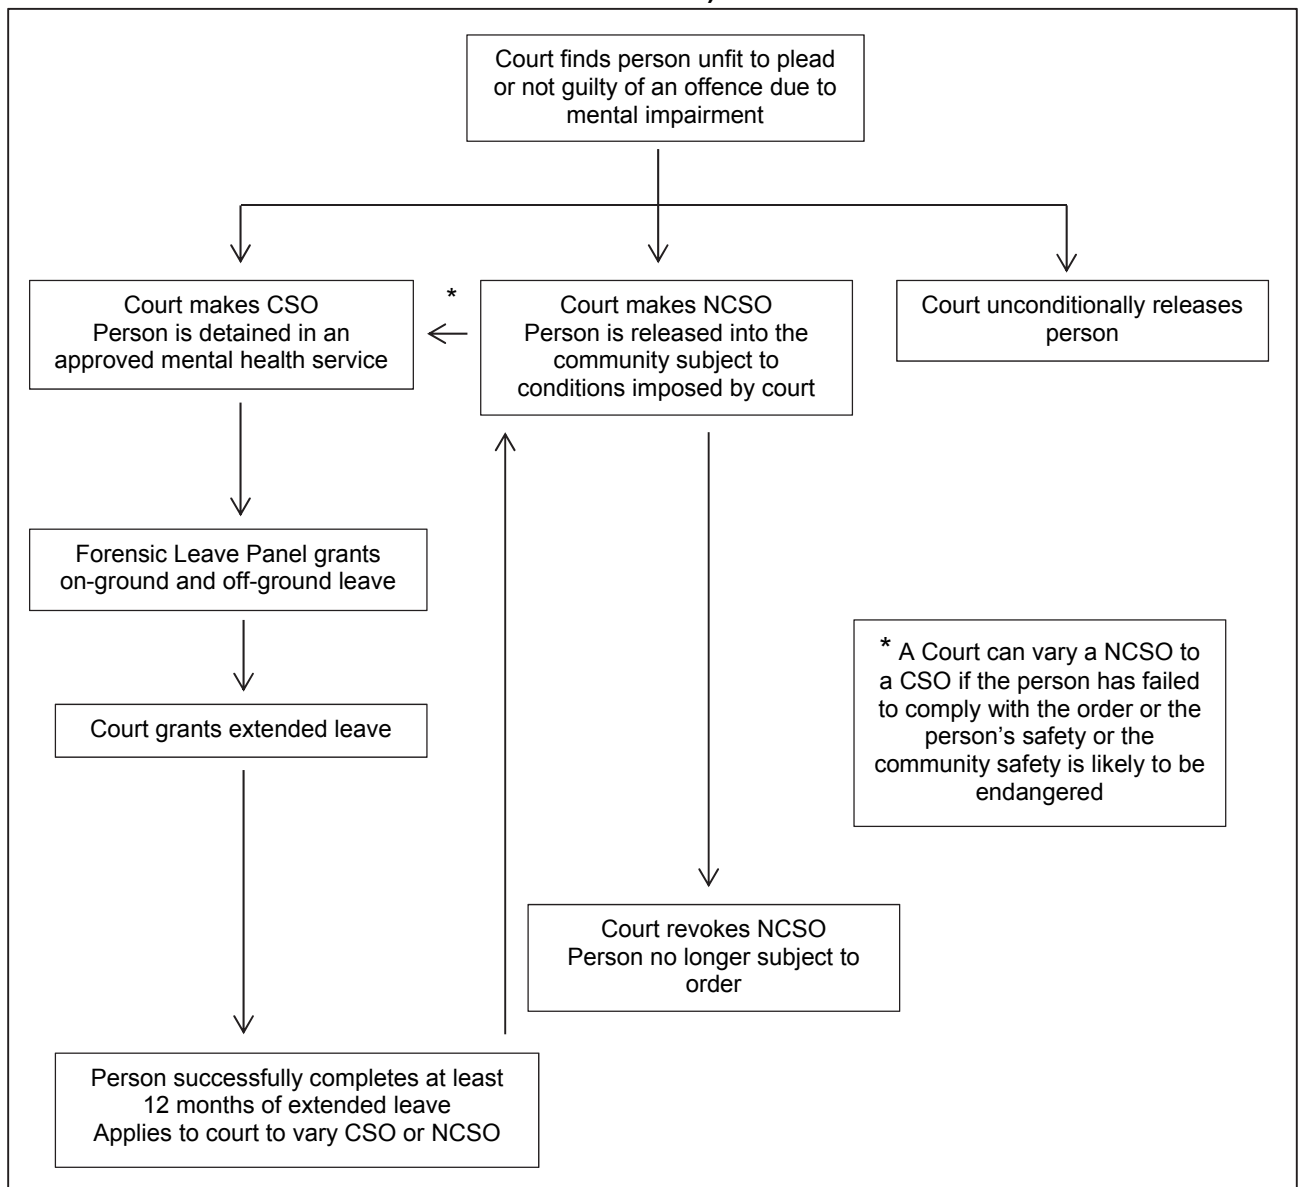 Court finds person unfit to plead
or not guilty of an offence due to
mental impairment
Court makes CSO
Person is detained in an
approved mental health service
*
Court makes NCSO
Person is released into the
community subject to
conditions imposed by court
Court unconditionally releases
person
Forensic Leave Panel grants
on-ground and off-ground leave
* A Court can vary a NCSO to
a CSO if the person has failed
to comply with the order or the
person's safety or the
community safety is likely to be
endangered
Court grants extended leave
Court revokes NCSO
Person no longer subject to
order
Person successfully completes at least
12 months of extended leave
Applies to court to vary CSO or NCSO